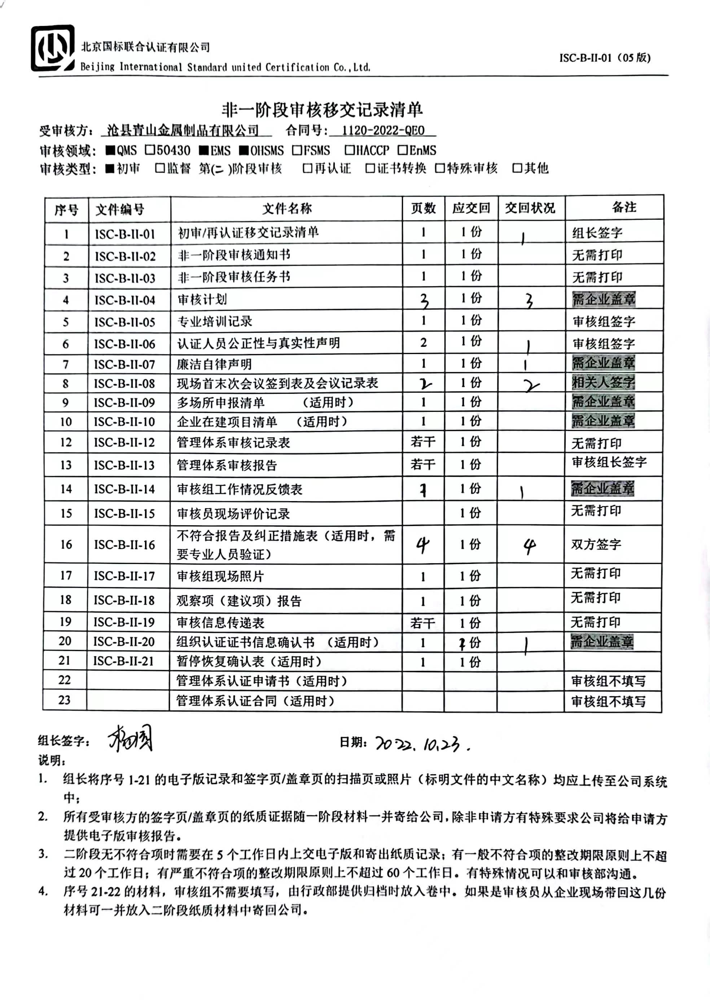 北京国标联合认证有限公司
Beijing International Standard united Certification Co.,Ltd.
ISC-B-II-01（05 版)
非一阶段审核移交记录清单
受审核方： 沧县青山金属制品有限公司 合同号： 1120-2022-QEO
审核领域：■QMS □50430 ■EMS ■OHSMS □FSMS □HACCP □EnMS
审核类型：■初审 □监督 第(二)阶段审核 □再认证 □证书转换 □特殊审核 □其他
序号 文件编号 文件名称 页数 应交回 交回状况 备注
1 ISC-B-II-01 初审/再认证移交记录清单 1 1 份 1 组长签字
2 ISC-B-II-02 非一阶段审核通知书 1 1 份 无需打印
3 ISC-B-II-03 非一阶段审核任务书 1 1 份 无需打印
4 ISC-B-II-04 审核计划 3 1 份 3 需企业盖章
5 ISC-B-II-05 专业培训记录 1 1 份 审核组签字
6 ISC-B-II-06 认证人员公正性与真实性声明 2 1 份 1 审核组签字
7 ISC-B-II-07 廉洁自律声明 1 1 份 1 需企业盖章
8 ISC-B-II-08 现场首末次会议签到表及会议记录表 2 1 份 2 相关人签字
9 ISC-B-II-09 多场所申报清单 （适用时） 1 1 份 需企业盖章
10 ISC-B-II-10 企业在建项目清单 （适用时） 1 1 份 需企业盖章
12 ISC-B-II-12 管理体系审核记录表 若干 1 份 无需打印
13 ISC-B-II-13 管理体系审核报告 若干 1 份 审核组长签字
14 ISC-B-II-14 审核组工作情况反馈表 1 1 份 1 需企业盖章
15 ISC-B-II-15 审核员现场评价记录 1 份 无需打印
16 ISC-B-II-16 不符合报告及纠正措施表（适用时，需 4 1 份 4 双方签字
要专业人员验证）
17 ISC-B-II-17 审核组现场照片 1 1 份 无需打印
18 ISC-B-II-18 观察项（建议项）报告 1 1 份 无需打印
19 ISC-B-II-19 审核信息传递表 若干 1 份 无需打印
20 ISC-B-II-20 组织认证证书信息确认书 （适用时） 1 1 份 1 需企业盖章
21 ISC-B-II-21 暂停恢复确认表（适用时） 1 1 份
22 管理体系认证申请书（适用时） 审核组不填写
23 管理体系认证合同（适用时） 审核组不填写
组长签字： 杨园 日期：2022.10.23.
说明：
1. 组长将序号 1-21 的电子版记录和签字页/盖章页的扫描页或照片（标明文件的中文名称）均应上传至公司系统
中；
2. 所有受审核方的签字页/盖章页的纸质证据随一阶段材料一并寄给公司，除非申请方有特殊要求公司将给申请方
提供电子版审核报告。
3. 二阶段无不符合项时需要在 5 个工作日内上交电子版和寄出纸质记录；有一般不符合项的整改期限原则上不超
过 20 个工作日；有严重不符合项的整改期限原则上不超过 60 个工作日。有特殊情况可以和审核部沟通。
4. 序号 21-22 的材料，审核组不需要填写，由行政部提供归档时放入卷中。如果是审核员从企业现场带回这几份
材料可一并放入二阶段纸质材料中寄回公司。